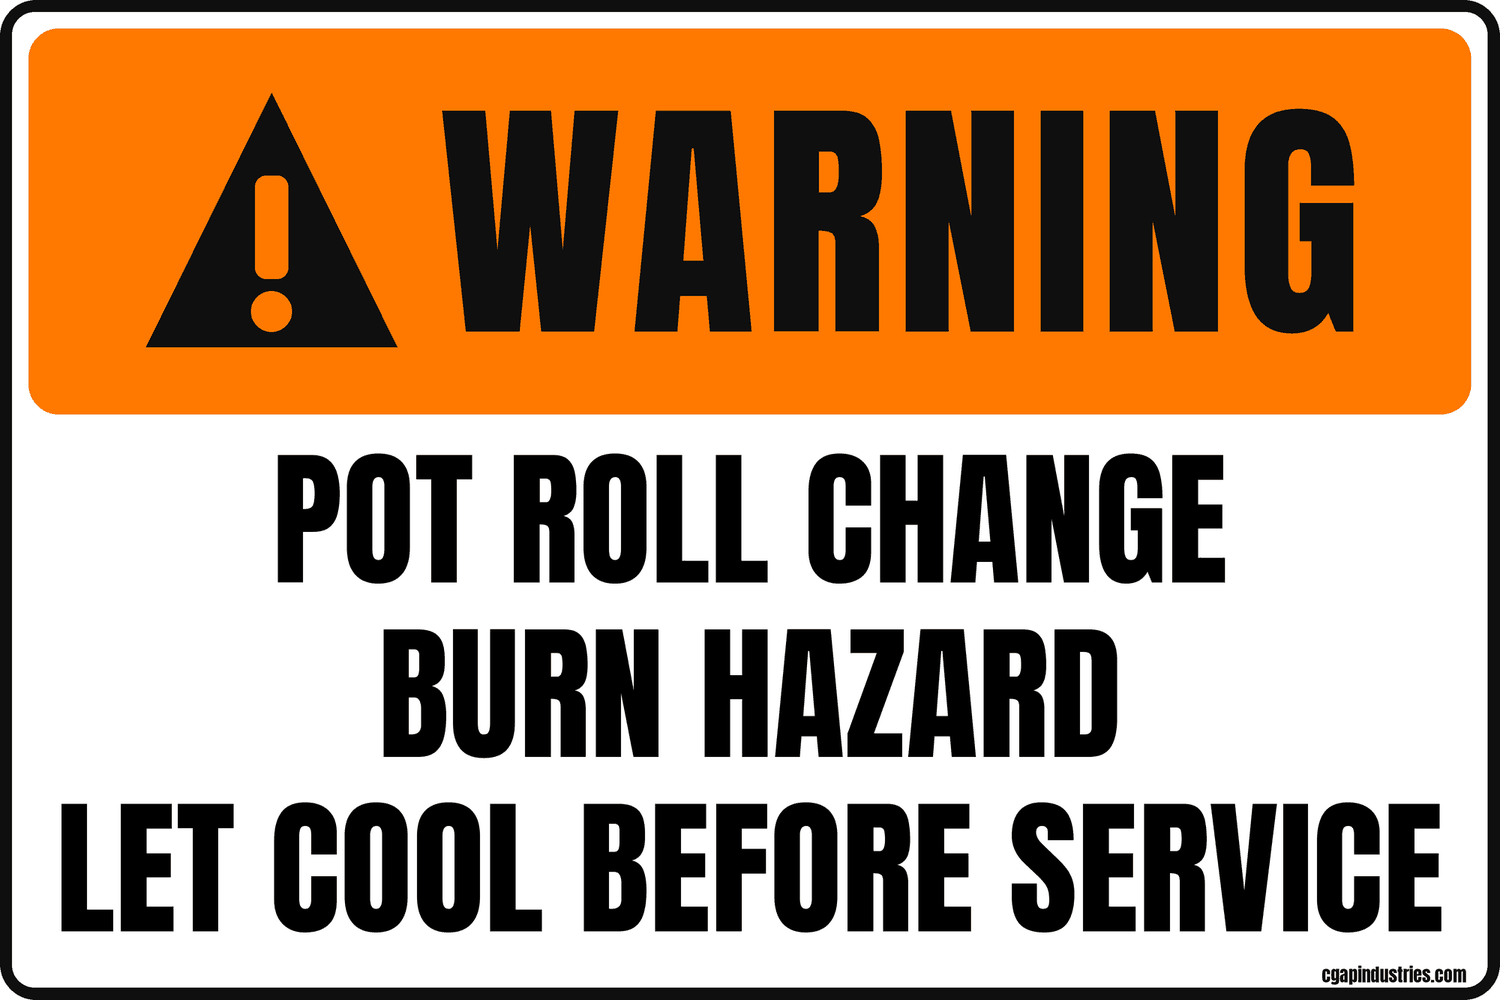 WARNING
POT ROLL CHANGE
BURN HAZARD
LET COOL BEFORE SERVICE
cgapindustries.com